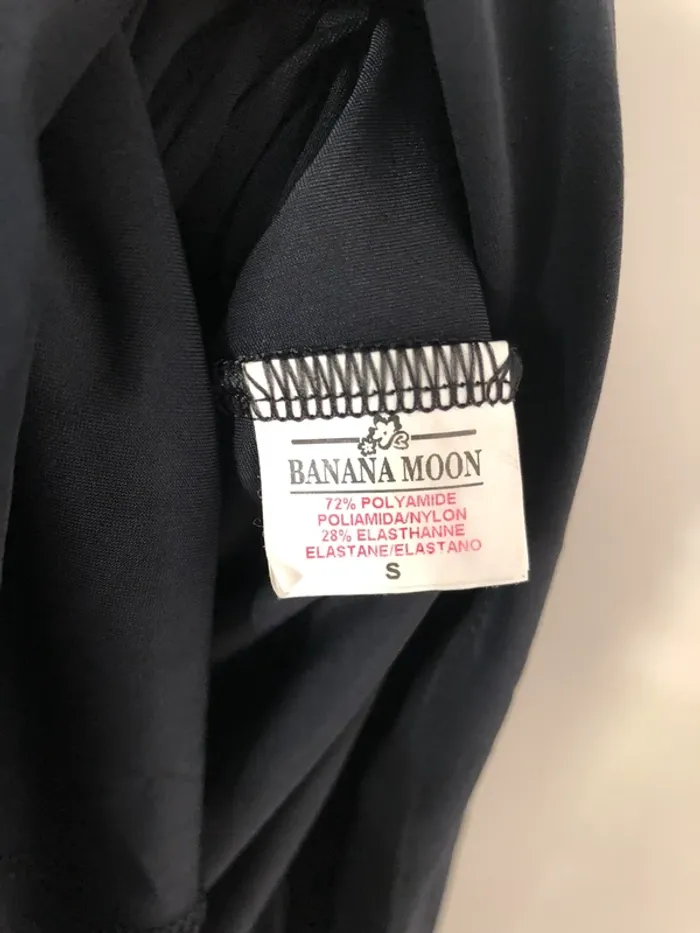 BANANA MOON
72% POLYAMIDE
POLIAMIDA/NYLON
28% ELASTHANNE
ELASTANE/ELASTANO
S